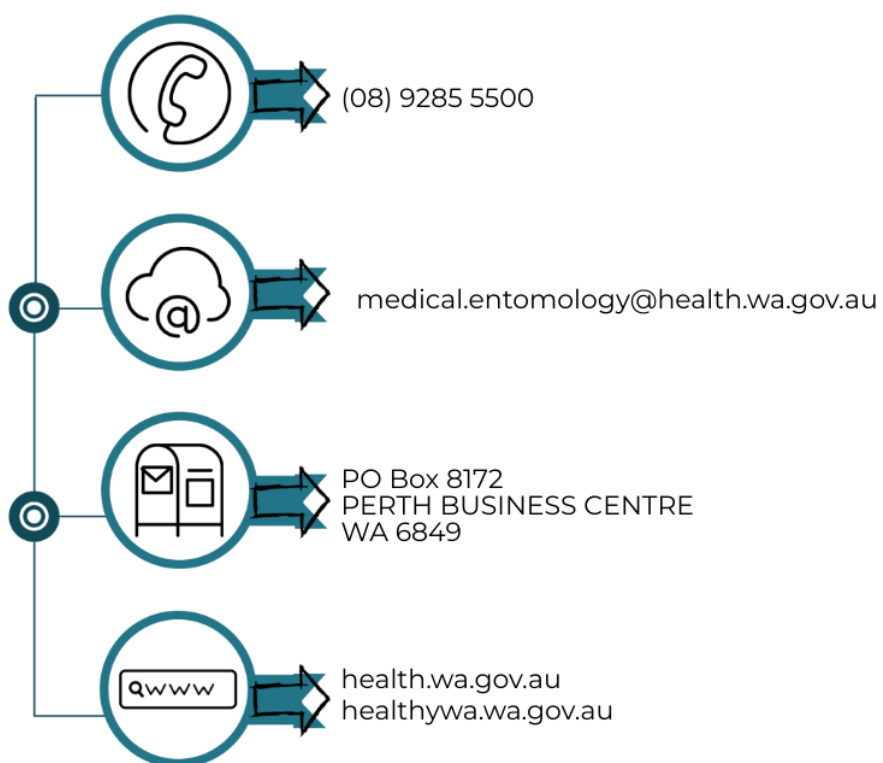 (08) 9285 5500
medical.entomology@health.wa.gov.au
PO Box 8172
PERTH BUSINESS CENTRE
WA 6849
www
health.wa.gov.au
healthywa.wa.gov.au